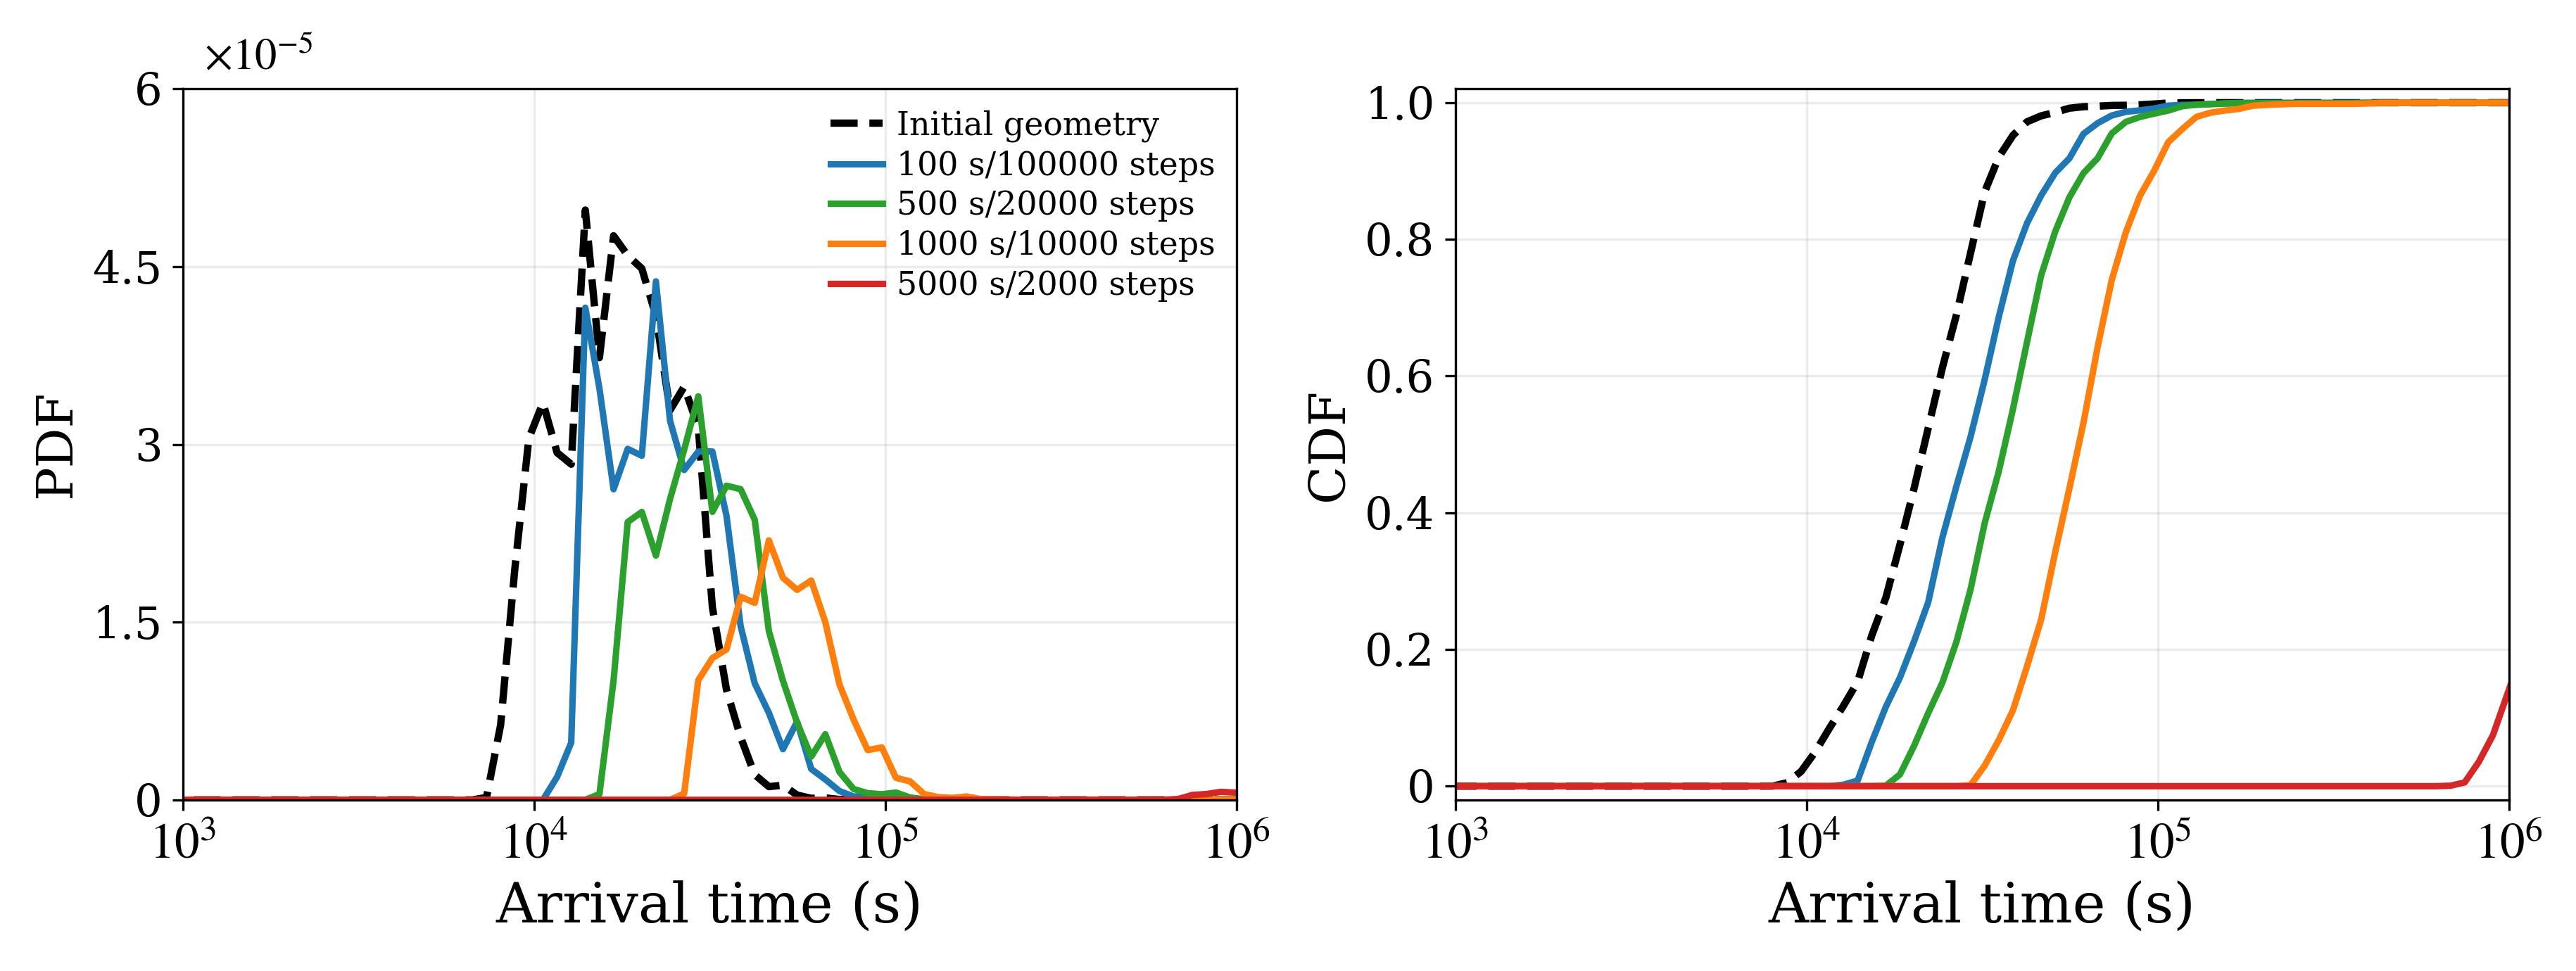 ×10⁻⁵
6
4.5
3
1.5
0
PDF
10³
10⁴
10⁵
10⁶
Arrival time (s)
Initial geometry
100 s/100000 steps
500 s/20000 steps
1000 s/10000 steps
5000 s/2000 steps
1.0
0.8
0.6
0.4
0.2
0
CDF
10³
10⁴
10⁵
10⁶
Arrival time (s)